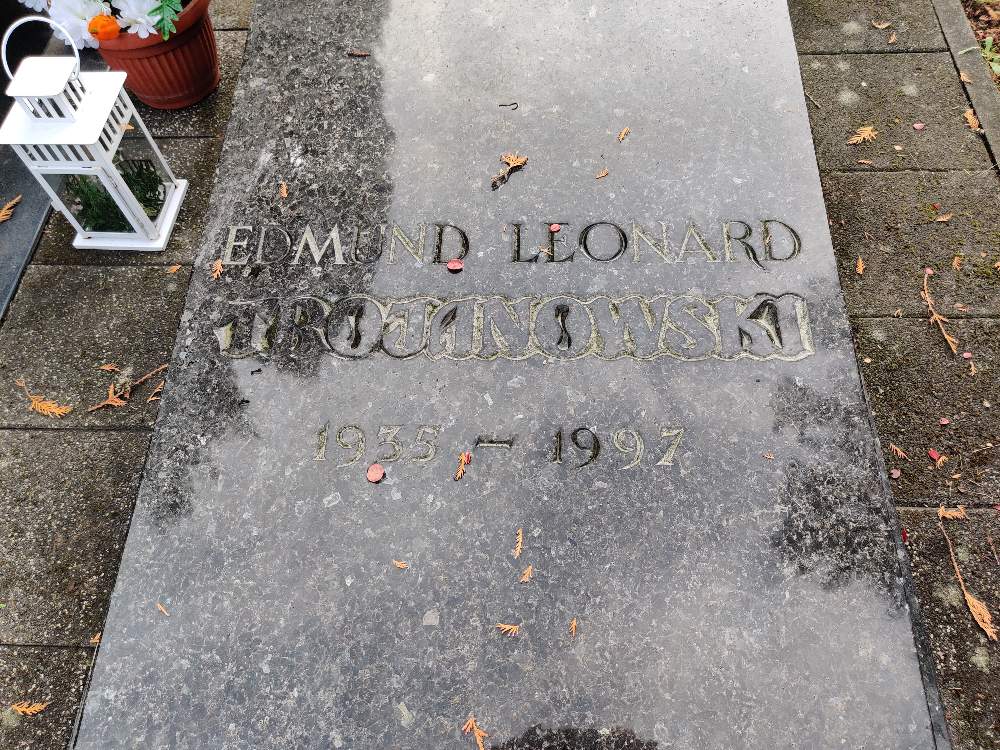 EDMUND LEONARD
TROJANOWSKI
1935 – 1997